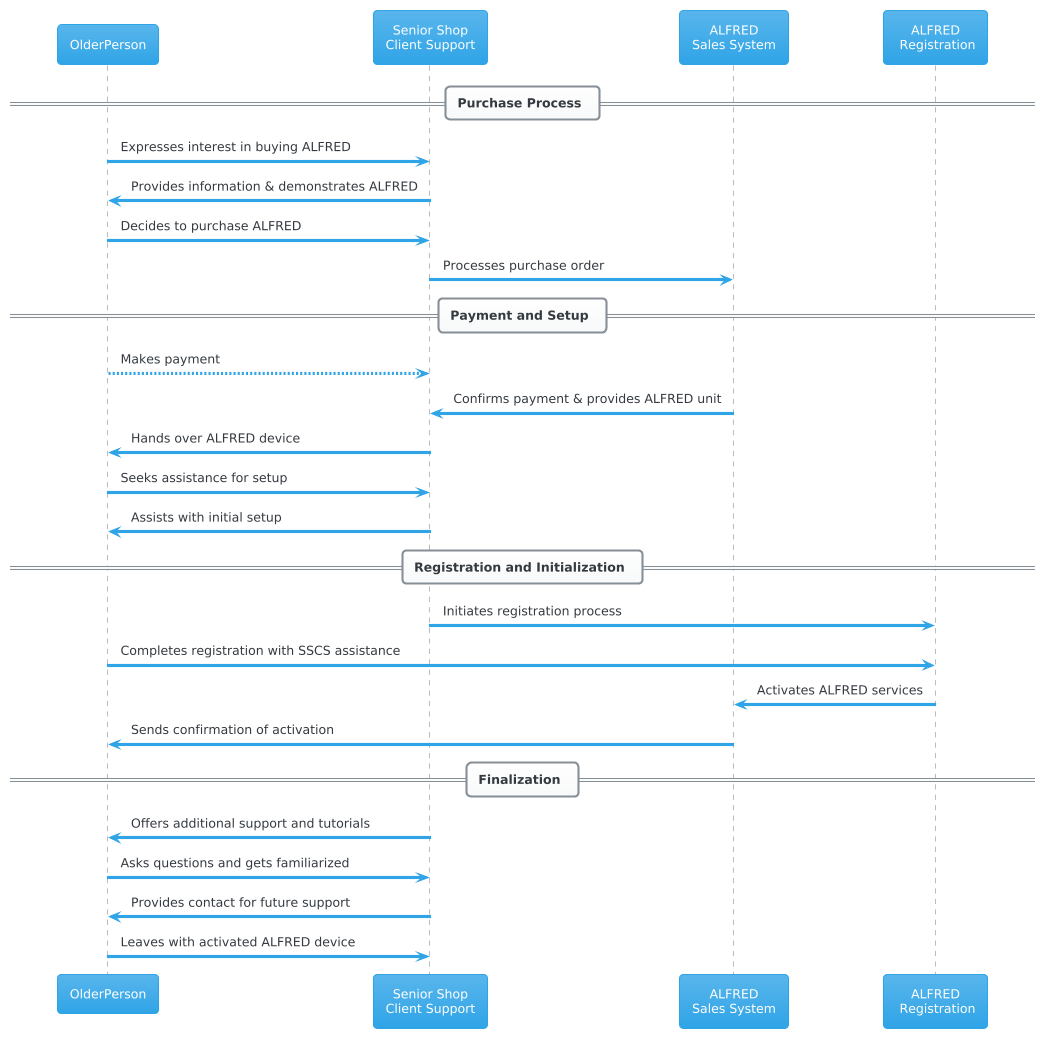 OlderPerson
Senior Shop
Client Support
ALFRED
Sales System
ALFRED
Registration
Purchase Process
Expresses interest in buying ALFRED
Provides information & demonstrates ALFRED
Decides to purchase ALFRED
Processes purchase order
Payment and Setup
Makes payment
Confirms payment & provides ALFRED unit
Hands over ALFRED device
Seeks assistance for setup
Assists with initial setup
Registration and Initialization
Initiates registration process
Completes registration with SSCS assistance
Activates ALFRED services
Sends confirmation of activation
Finalization
Offers additional support and tutorials
Asks questions and gets familiarized
Provides contact for future support
Leaves with activated ALFRED device
OlderPerson
Senior Shop
Client Support
ALFRED
Sales System
ALFRED
Registration